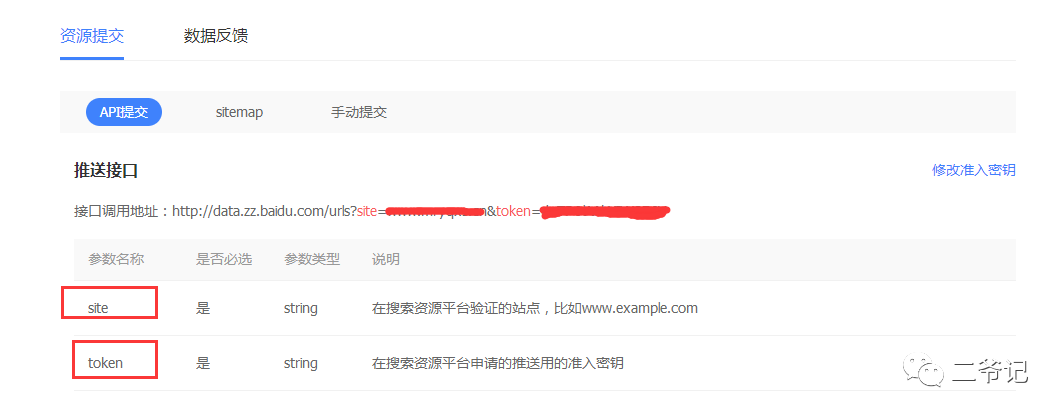 资源提交 数据反馈
API提交 sitemap 手动提交
推送接口 修改准入密钥
接口调用地址：http://data.zz.baidu.com/urls?site= &token=
参数名称 是否必选 参数类型 说明
site 是 string 在搜索资源平台验证的站点，比如www.example.com
token 是 string 在搜索资源平台申请的推送用的准入密钥
二爷记